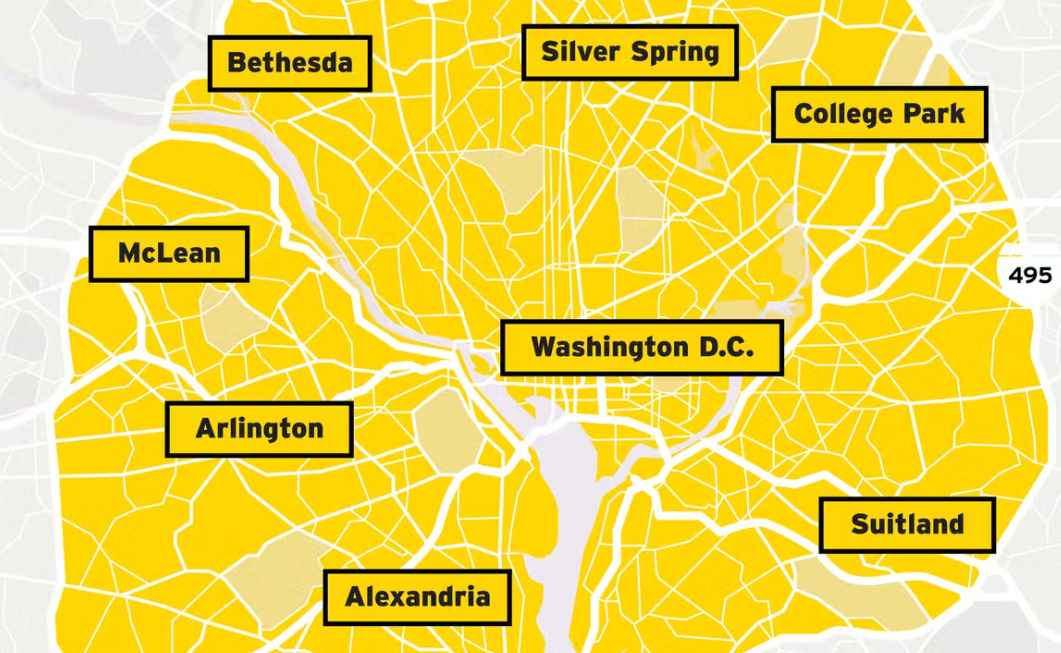 Bethesda
Silver Spring
College Park
McLean
495
Washington D.C.
Arlington
Suitland
Alexandria